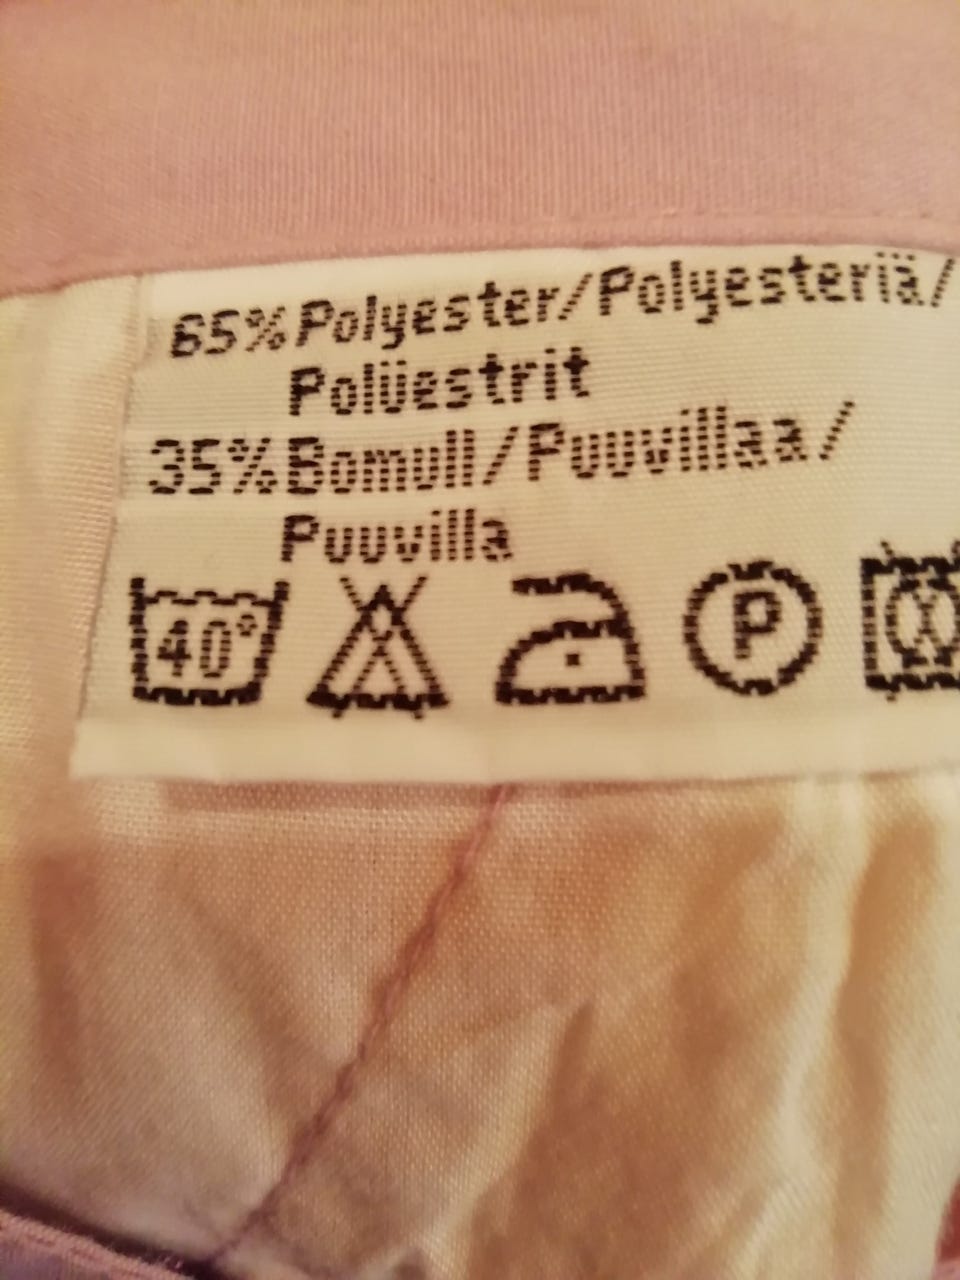 65% Polyester/Polyesteriä/
Polüestrit
35% Bomull/Puuvillaa/
Puuvilla
40° P